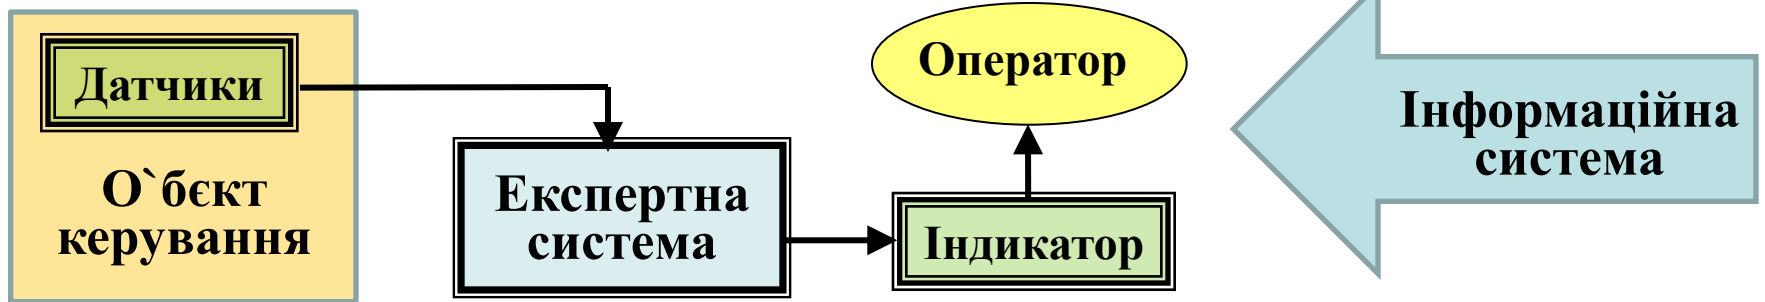 Датчики
О`бєкт
керування
Експертна
система
Оператор
Індикатор
Інформаційна
система